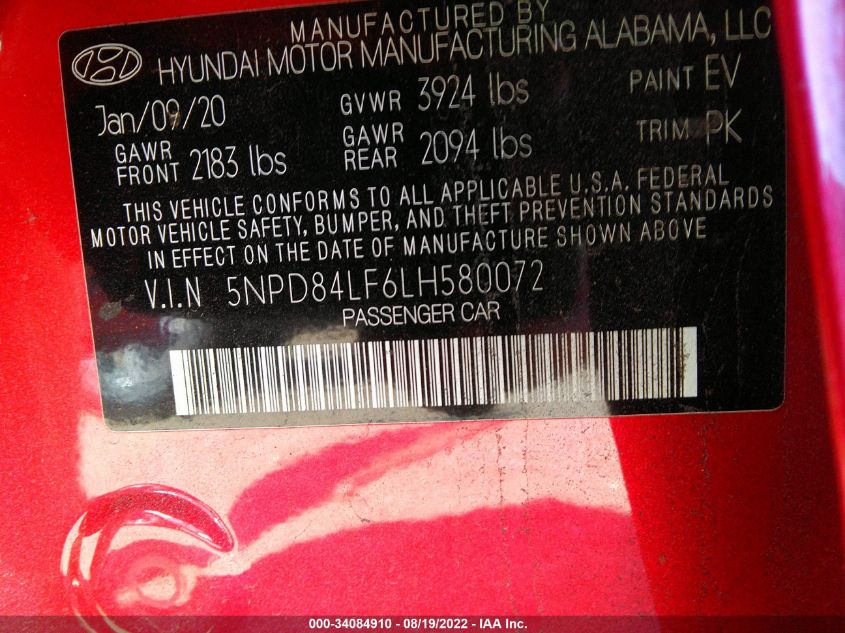 MANUFACTURED BY
HYUNDAI MOTOR MANUFACTURING ALABAMA, LLC
Jan/09/20 GVWR 3924 lbs PAINT EV
GAWR FRONT 2183 lbs GAWR REAR 2094 lbs TRIM PK
THIS VEHICLE CONFORMS TO ALL APPLICABLE U.S.A. FEDERAL
MOTOR VEHICLE SAFETY, BUMPER, AND THEFT PREVENTION STANDARDS
IN EFFECT ON THE DATE OF MANUFACTURE SHOWN ABOVE
V.I.N 5NPD84LF6LH580072
PASSENGER CAR
000-34084910 - 08/19/2022 - IAA Inc.